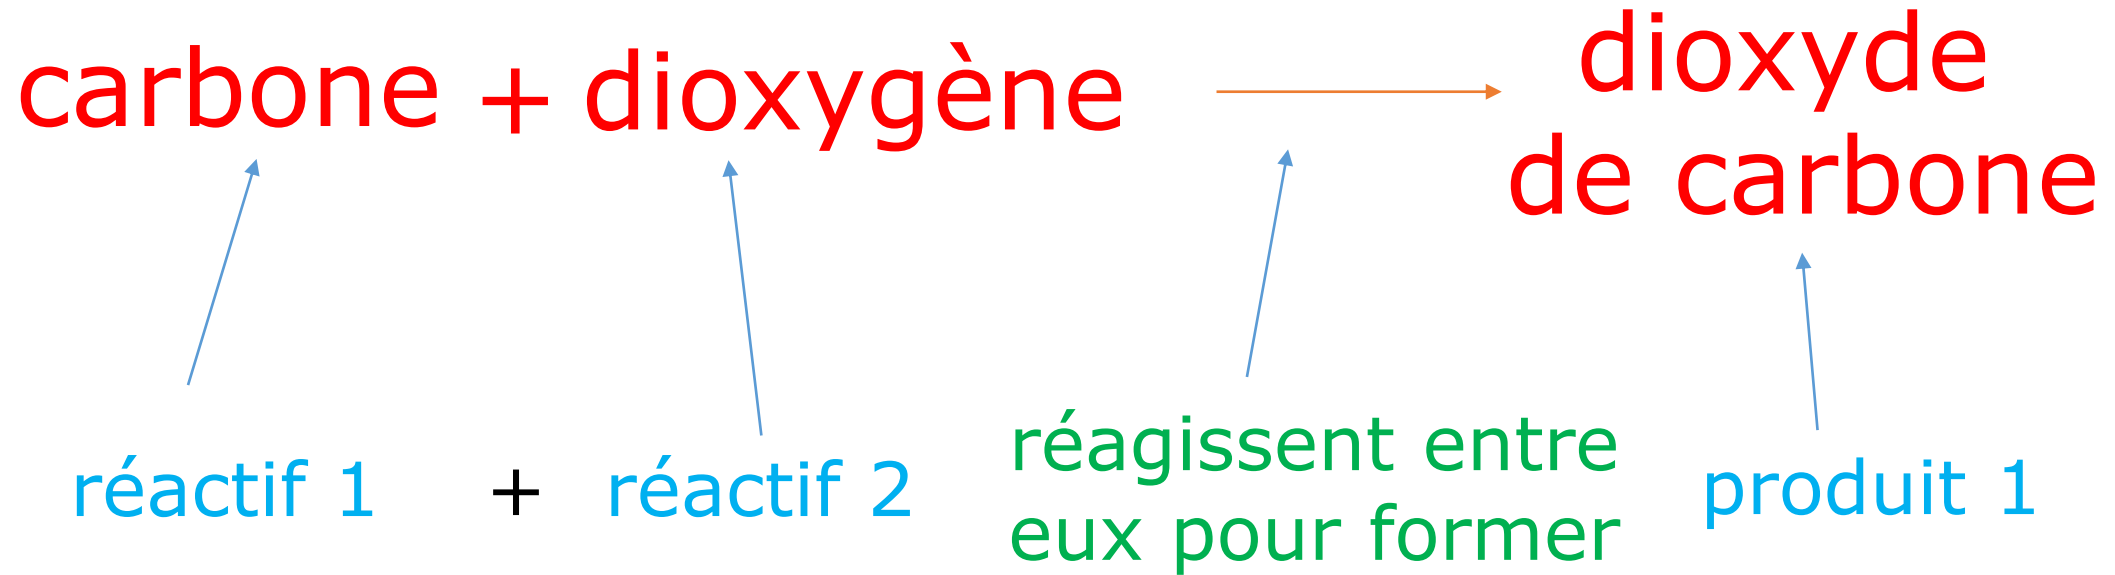 carbone + dioxygène
dioxyde
de carbone
réactif 1 + réactif 2
réagissent entre
eux pour former
produit 1